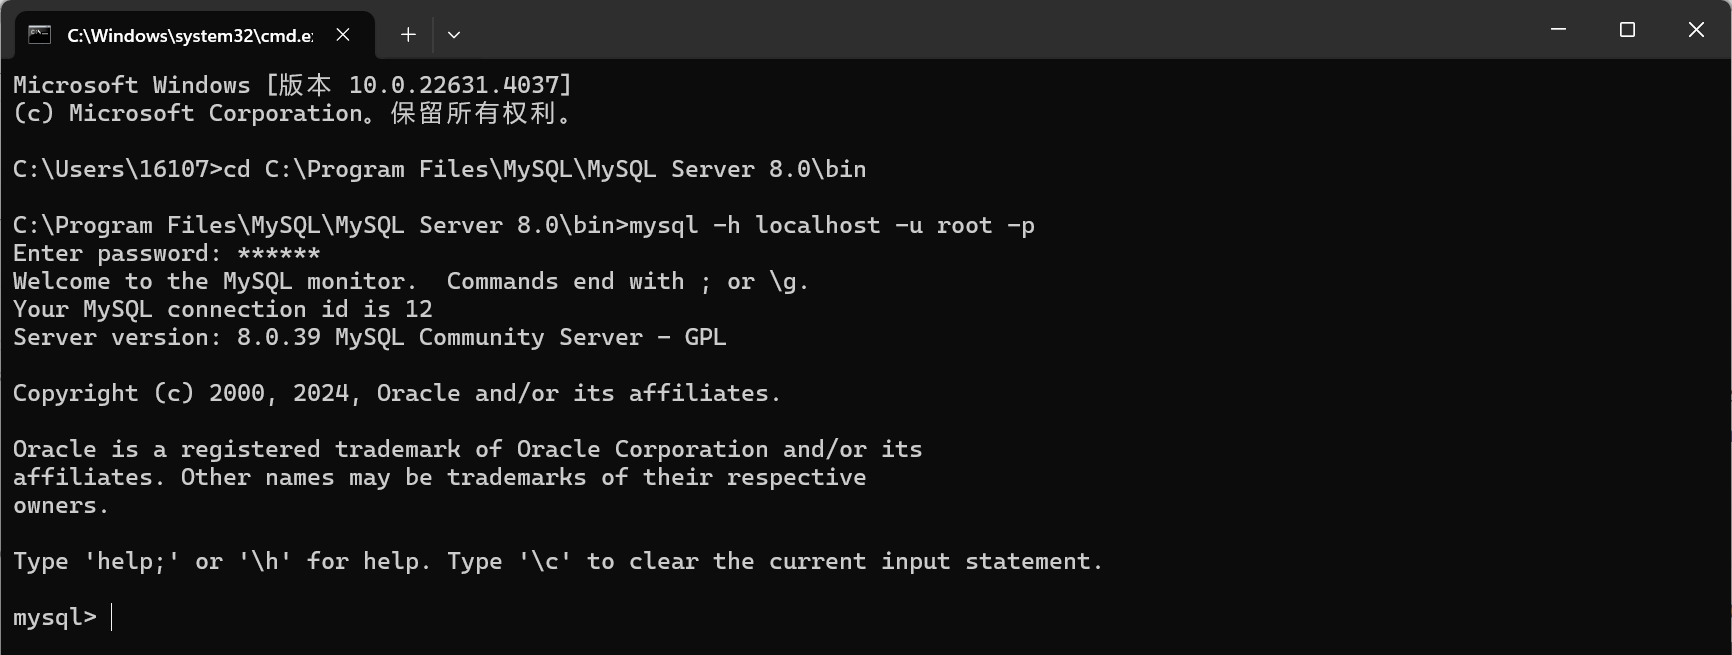 C:\Windows\system32\cmd.e
Microsoft Windows [版本 10.0.22631.4037]
(c) Microsoft Corporation。保留所有权利。
C:\Users\16107>cd C:\Program Files\MySQL\MySQL Server 8.0\bin
C:\Program Files\MySQL\MySQL Server 8.0\bin>mysql -h localhost -u root -p
Enter password: ******
Welcome to the MySQL monitor.  Commands end with ; or \g.
Your MySQL connection id is 12
Server version: 8.0.39 MySQL Community Server - GPL
Copyright (c) 2000, 2024, Oracle and/or its affiliates.
Oracle is a registered trademark of Oracle Corporation and/or its
affiliates. Other names may be trademarks of their respective
owners.
Type 'help;' or '\h' for help. Type '\c' to clear the current input statement.
mysql>